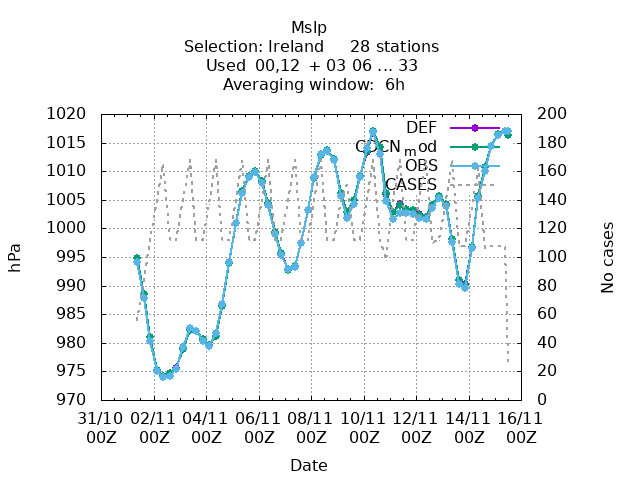 Mslp
Selection: Ireland 28 stations
Used 00,12 + 03 06 ... 33
Averaging window: 6h
1020 200
1015 180
1010 160
1005 140
1000 120
995 100
990 80
985 60
980 40
975 20
970 0
DEF
COCN_mod
OBS
CASES
hPa
No cases
31/10 02/11 04/11 06/11 08/11 10/11 12/11 14/11 16/11
00Z 00Z 00Z 00Z 00Z 00Z 00Z 00Z 00Z
Date